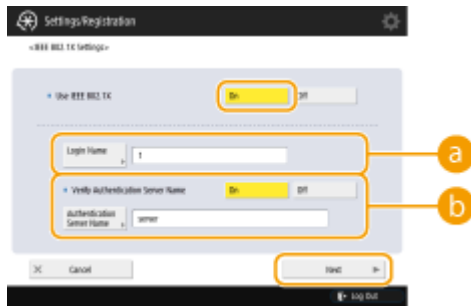 Settings/Registration
<IEEE 802.1X Settings>
Use IEEE 802.1X
On
Off
Login Name
1
a
Verify Authentication Server Name
On
Off
b
Authentication
Server Name
server
Cancel
Next
Log Out